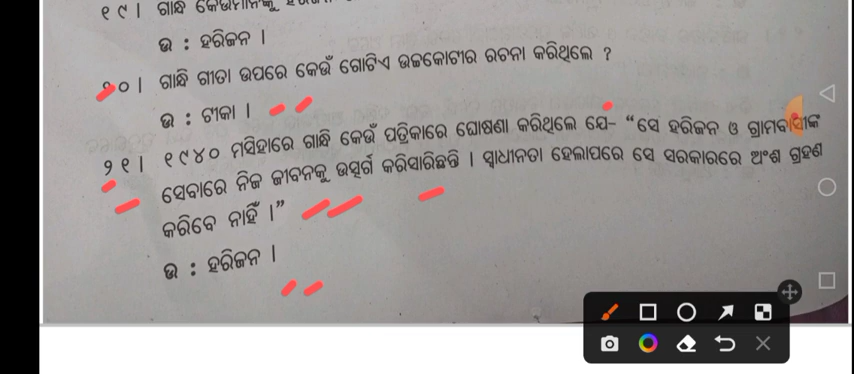 ୧୯। ଗାନ୍ଧି କେଉଁମାନଙ୍କୁ
ଉ : ହରିଜନ ।
୨୦। ଗାନ୍ଧି ଗୀତା ଉପରେ କେଉଁ ଗୋଟିଏ ଉଚ୍ଚକୋଟୀର ରଚନା କରିଥିଲେ ?
ଉ : ଟୀକା ।
୨୧। ୧୯୪୦ ମସିହାରେ ଗାନ୍ଧି କେଉଁ ପତ୍ରିକାରେ ଘୋଷଣା କରିଥିଲେ ଯେ- “ସେ ହରିଜନ ଓ ଗ୍ରାମବାସୀଙ୍କ
ସେବାରେ ନିଜ ଜୀବନକୁ ଉତ୍ସର୍ଗ କରିସାରିଛନ୍ତି । ସ୍ୱାଧୀନତା ହେଲାପରେ ସେ ସରକାରରେ ଅଂଶ ଗ୍ରହଣ
କରିବେ ନାହିଁ ।”
ଉ : ହରିଜନ ।